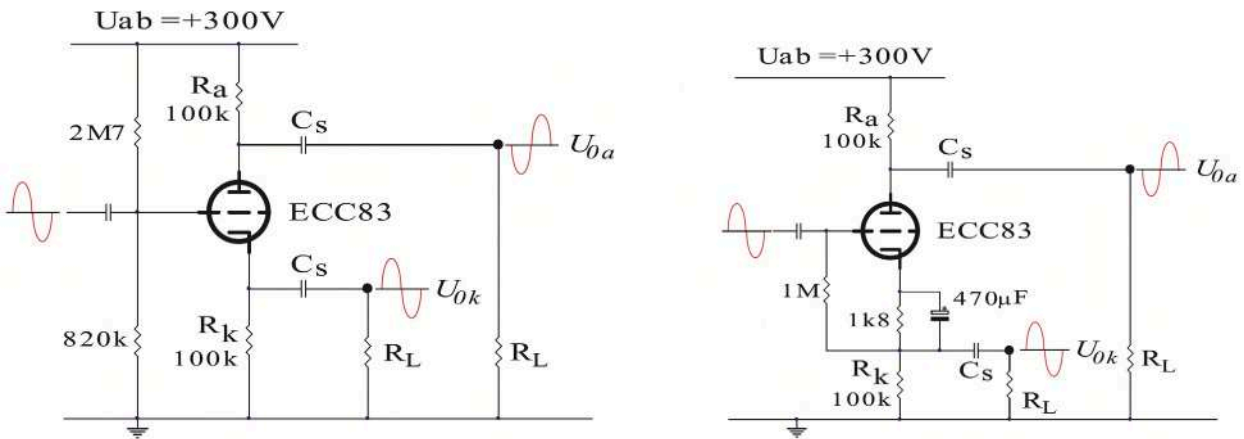 Uab =+300V
Ra
100k
2M7
Cs
U0a
ECC83
Cs
U0k
820k
Rk
100k
RL
RL
Uab =+300V
Ra
100k
Cs
U0a
ECC83
1M
470µF
1k8
U0k
Cs
Rk
100k
RL
RL